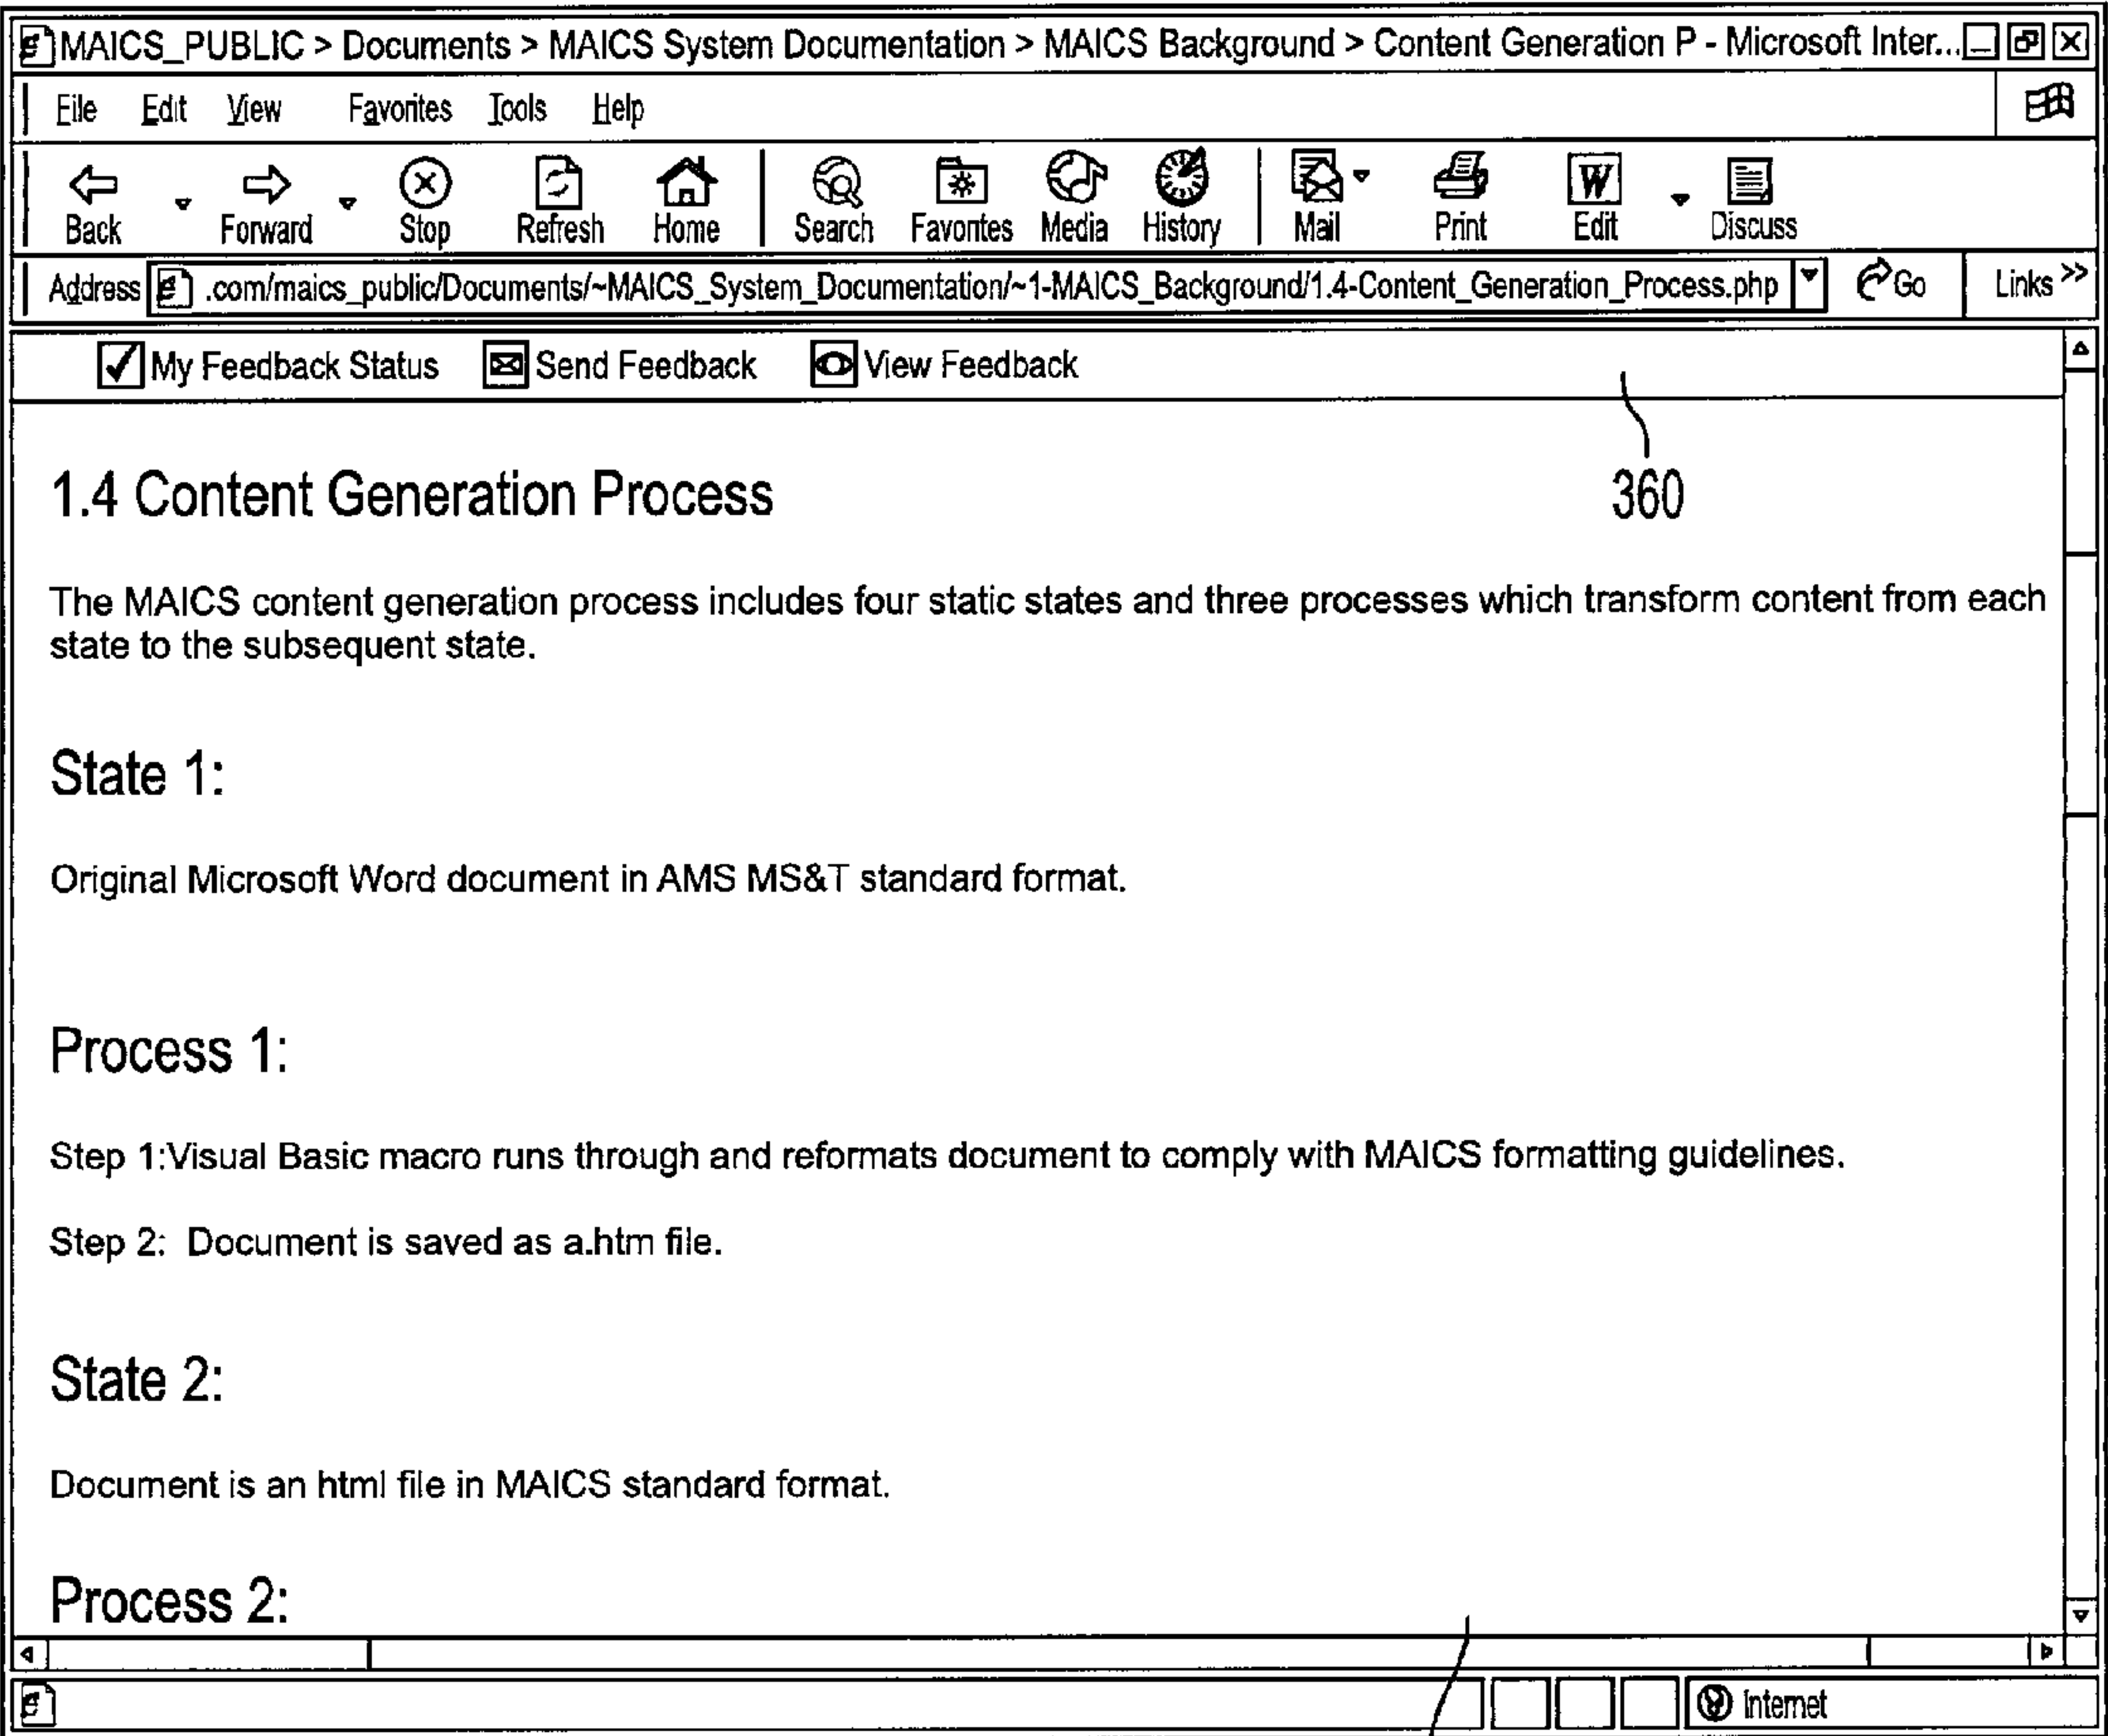 MAICS_PUBLIC > Documents > MAICS System Documentation > MAICS Background > Content Generation P - Microsoft Inter...
File Edit View Favorites Tools Help
Back Forward Stop Refresh Home Search Favorites Media History Mail Print Edit Discuss
Address .com/maics_public/Documents/~MAICS_System_Documentation/~1-MAICS_Background/1.4-Content_Generation_Process.php Go Links >>
My Feedback Status Send Feedback View Feedback
360
1.4 Content Generation Process
The MAICS content generation process includes four static states and three processes which transform content from each
state to the subsequent state.
State 1:
Original Microsoft Word document in AMS MS&T standard format.
Process 1:
Step 1:Visual Basic macro runs through and reformats document to comply with MAICS formatting guidelines.
Step 2: Document is saved as a.htm file.
State 2:
Document is an html file in MAICS standard format.
Process 2:
Internet